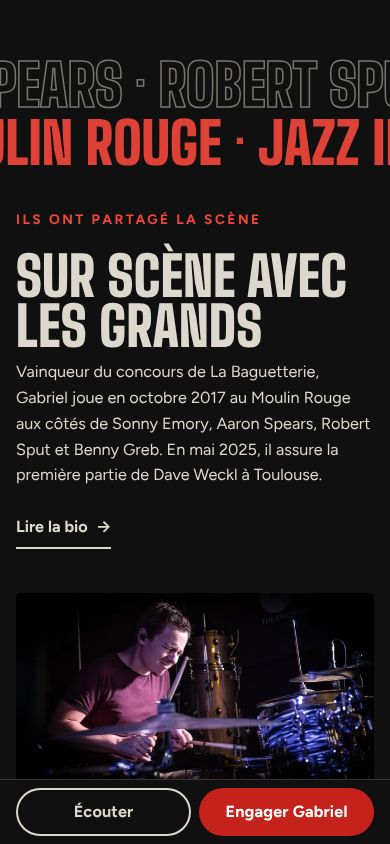 PEARS · ROBERT SPU
ULIN ROUGE · JAZZ I
ILS ONT PARTAGÉ LA SCÈNE
SUR SCÈNE AVEC
LES GRANDS
Vainqueur du concours de La Baguetterie,
Gabriel joue en octobre 2017 au Moulin Rouge
aux côtés de Sonny Emory, Aaron Spears, Robert
Sput et Benny Greb. En mai 2025, il assure la
première partie de Dave Weckl à Toulouse.
Lire la bio →
Écouter
Engager Gabriel